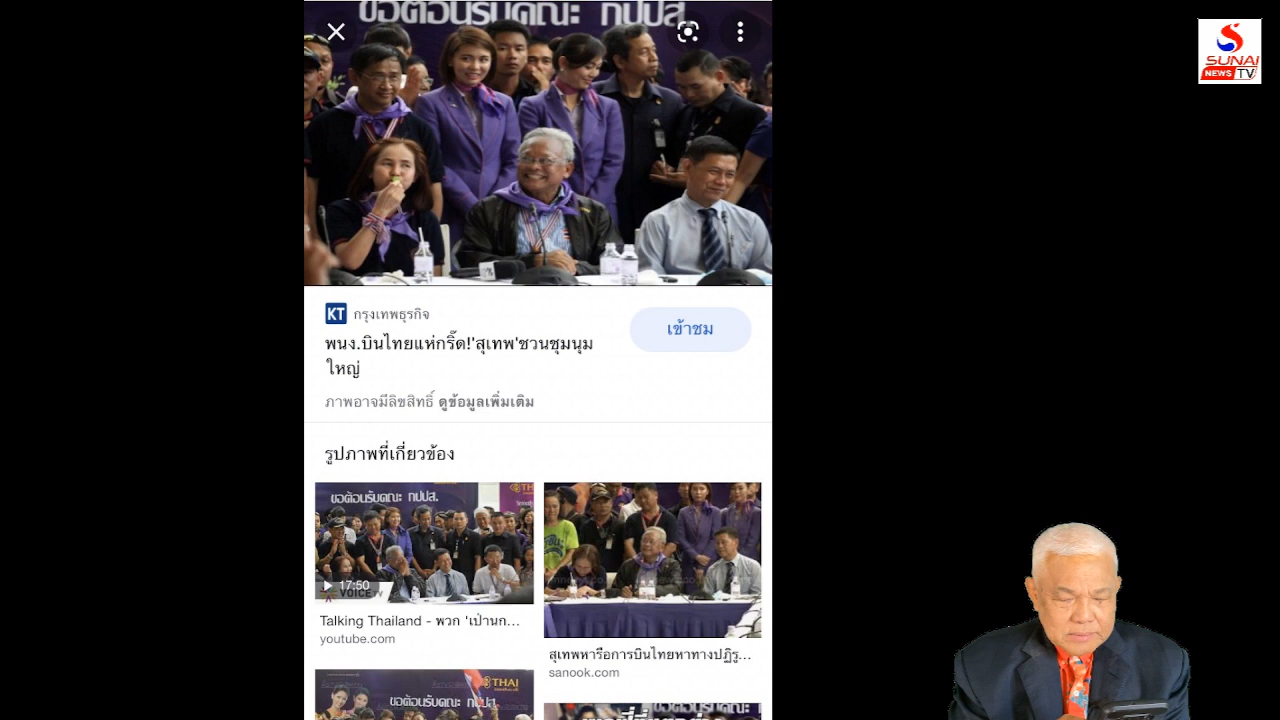 ขอต้อนรับคณะ กปปส.
SUNAI
NEWS TV
KT กรุงเทพธุรกิจ
พนง.บินไทยแห่กริ๊ด!'สุเทพ'ชวนชุมนุม
ใหญ่
เข้าชม
ภาพอาจมีลิขสิทธิ์ ดูข้อมูลเพิ่มเติม
รูปภาพที่เกี่ยวข้อง
ขอต้อนรับคณะ กปปส.
THAI
17:50
VOICE TV
Talking Thailand - พวก 'เป่านก...
youtube.com
สุเทพหารือการบินไทยหาทางปฏิรู...
sanook.com
THAI
ขอต้อนรับคณะ กปปส.